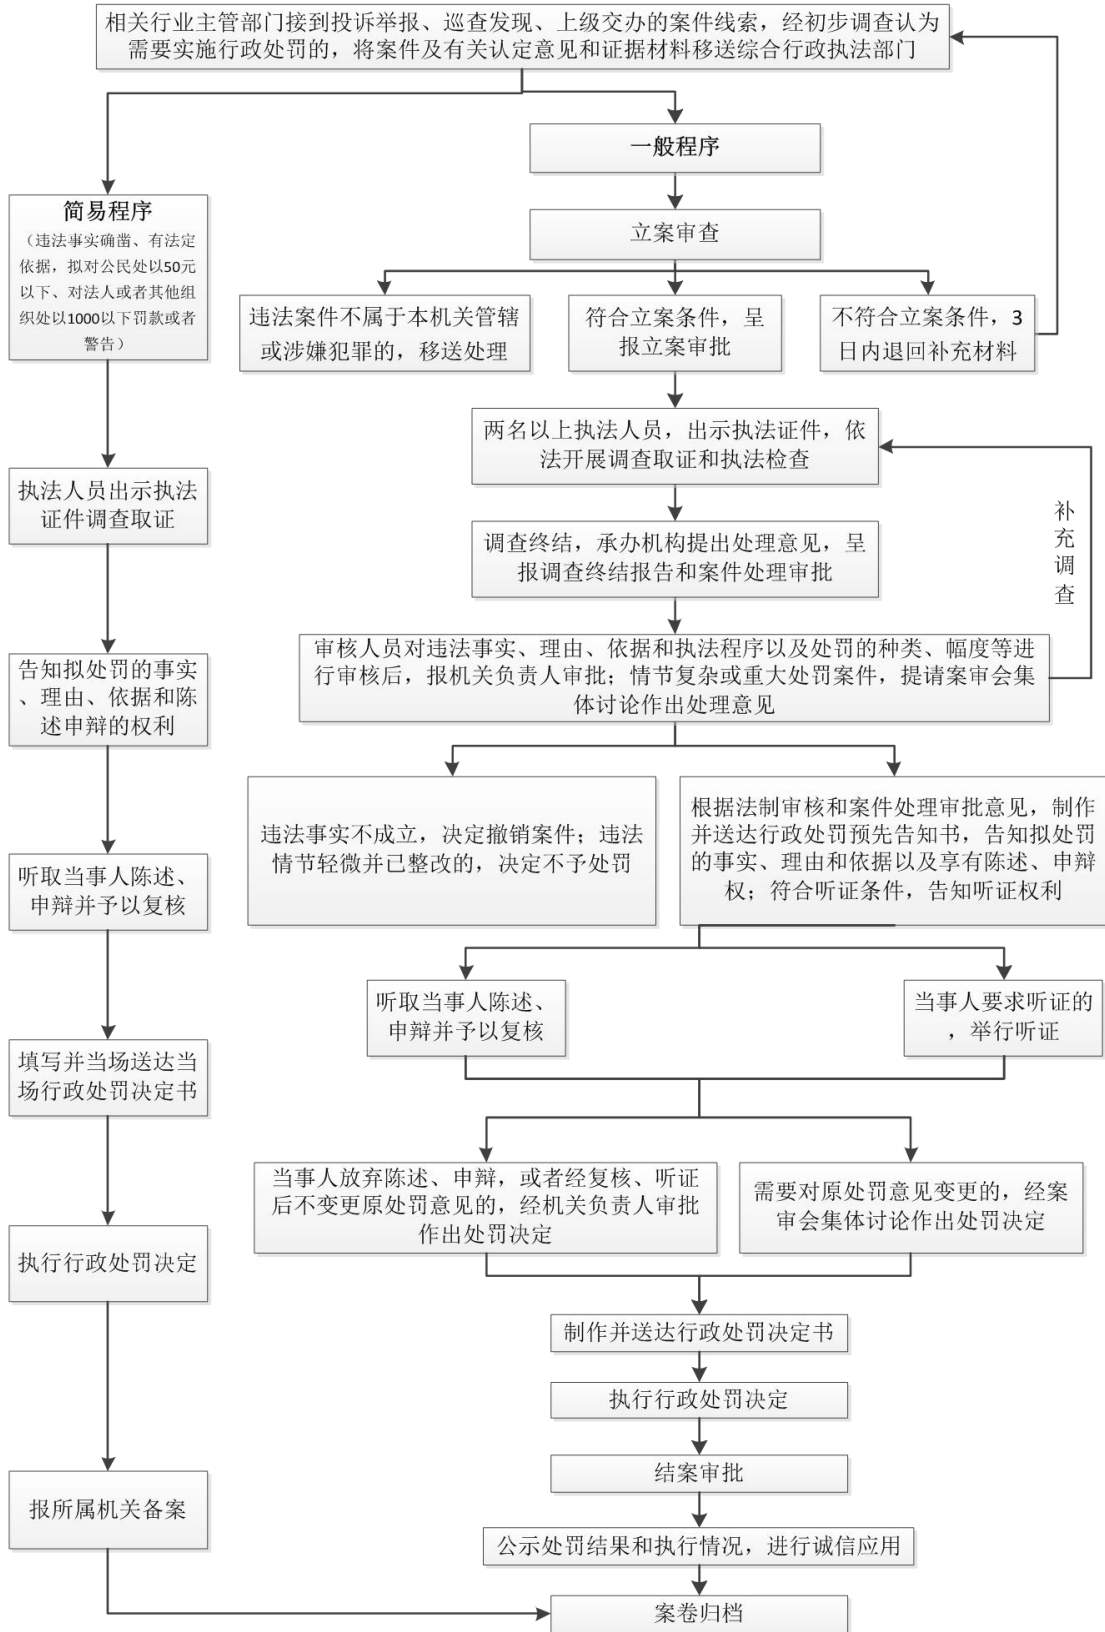 相关行业主管部门接到投诉举报、巡查发现、上级交办的案件线索，经初步调查认为
需要实施行政处罚的，将案件及有关认定意见和证据材料移送综合行政执法部门
简易程序
（违法事实确凿、有法定
依据，拟对公民处以50元
以下、对法人或者其他组
织处以1000以下罚款或者
警告）
执法人员出示执法
证件调查取证
告知拟处罚的事实
、理由、依据和陈
述申辩的权利
听取当事人陈述、
申辩并予以复核
填写并当场送达当
场行政处罚决定书
执行行政处罚决定
报所属机关备案
一般程序
立案审查
违法案件不属于本机关管辖
或涉嫌犯罪的，移送处理
符合立案条件，呈
报立案审批
不符合立案条件，3
日内退回补充材料
两名以上执法人员，出示执法证件，依
法开展调查取证和执法检查
调查终结，承办机构提出处理意见，呈
报调查终结报告和案件处理审批
补
充
调
查
审核人员对违法事实、理由、依据和执法程序以及处罚的种类、幅度等进
行审核后，报机关负责人审批；情节复杂或重大处罚案件，提请案审会集
体讨论作出处理意见
违法事实不成立，决定撤销案件；违法
情节轻微并已整改的，决定不予处罚
根据法制审核和案件处理审批意见，制作
并送达行政处罚预先告知书，告知拟处罚
的事实、理由和依据以及享有陈述、申辩
权；符合听证条件，告知听证权利
听取当事人陈述、
申辩并予以复核
当事人要求听证的
，举行听证
当事人放弃陈述、申辩，或者经复核、听证
后不变更原处罚意见的，经机关负责人审批
作出处罚决定
需要对原处罚意见变更的，经案
审会集体讨论作出处罚决定
制作并送达行政处罚决定书
执行行政处罚决定
结案审批
公示处罚结果和执行情况，进行诚信应用
案卷归档